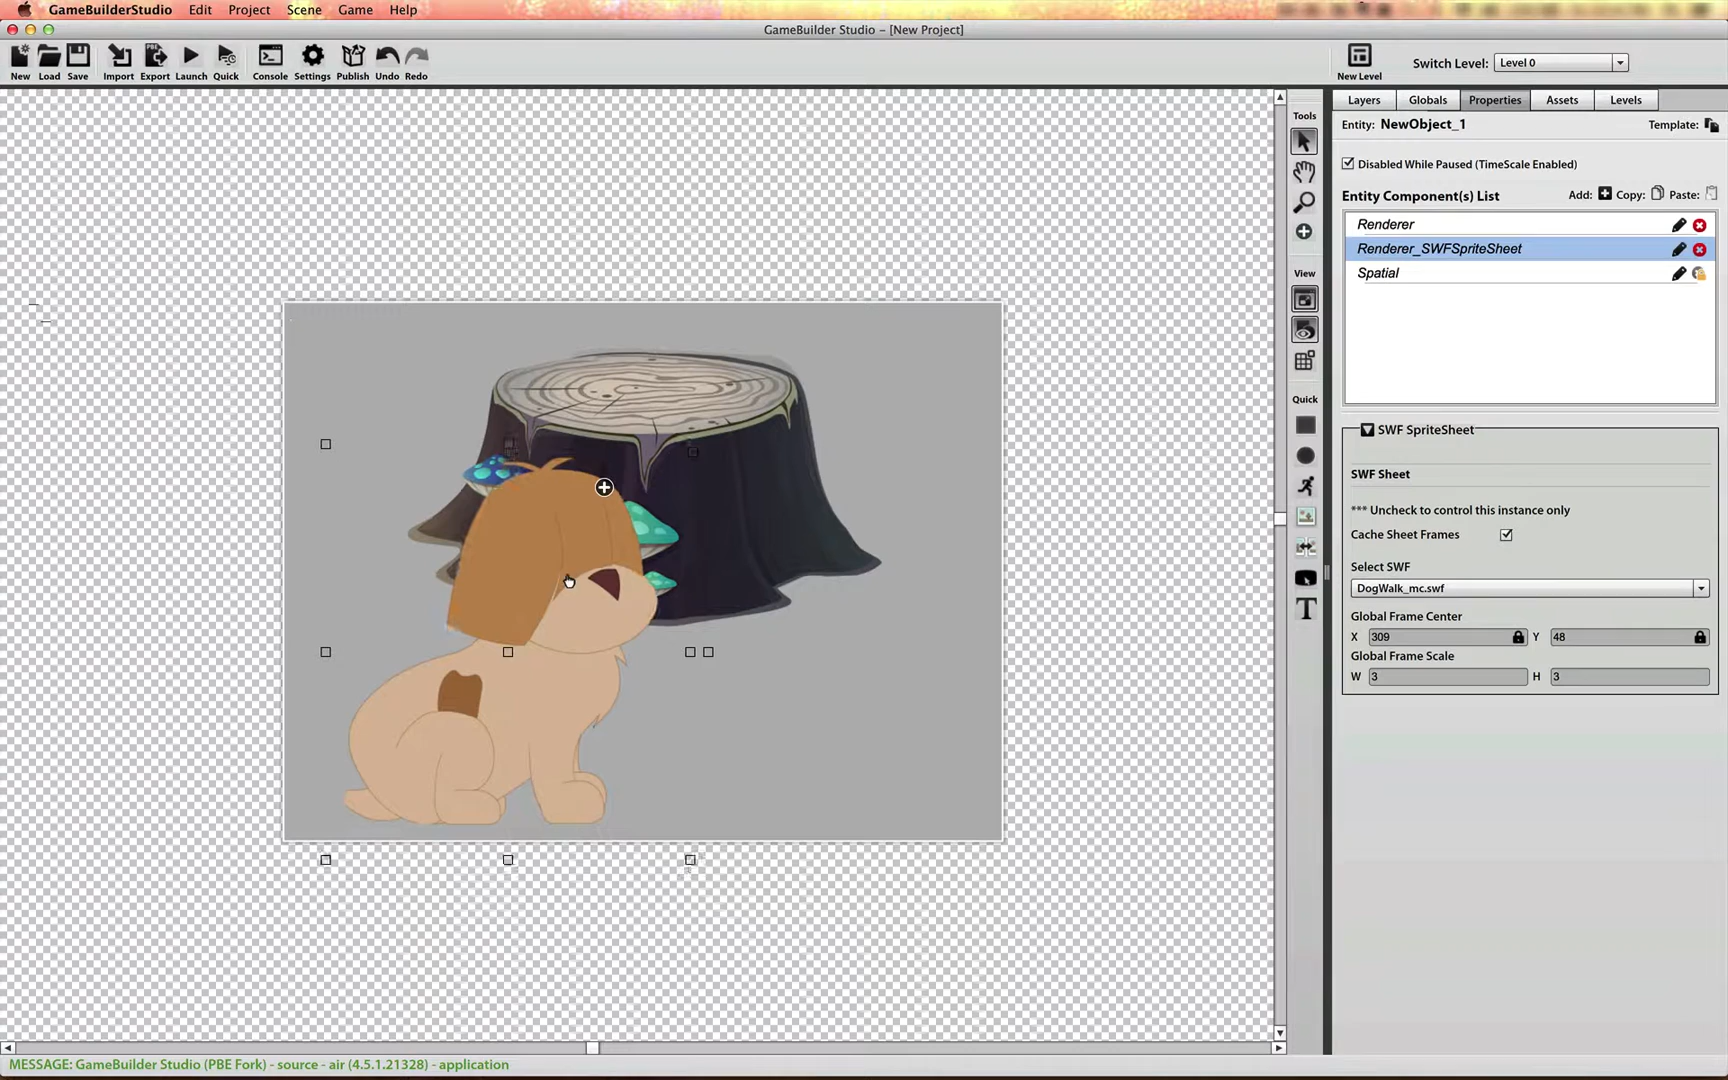 GameBuilderStudio Edit Project Scene Game Help
GameBuilder Studio – [New Project]
New Load Save Import Export Launch Quick Console Settings Publish Undo Redo
New Level Switch Level: Level 0
Layers Globals Properties Assets Levels
Tools
Entity: NewObject_1 Template:
Disabled While Paused (TimeScale Enabled)
Entity Component(s) List Add: Copy: Paste:
Renderer
Renderer_SWFSpriteSheet
Spatial
View
Quick
T
SWF SpriteSheet
SWF Sheet
*** Uncheck to control this instance only
Cache Sheet Frames
Select SWF
DogWalk_mc.swf
Global Frame Center
X 309 Y 48
Global Frame Scale
W 3 H 3
MESSAGE: GameBuilder Studio (PBE Fork) - source - air (4.5.1.21328) - application